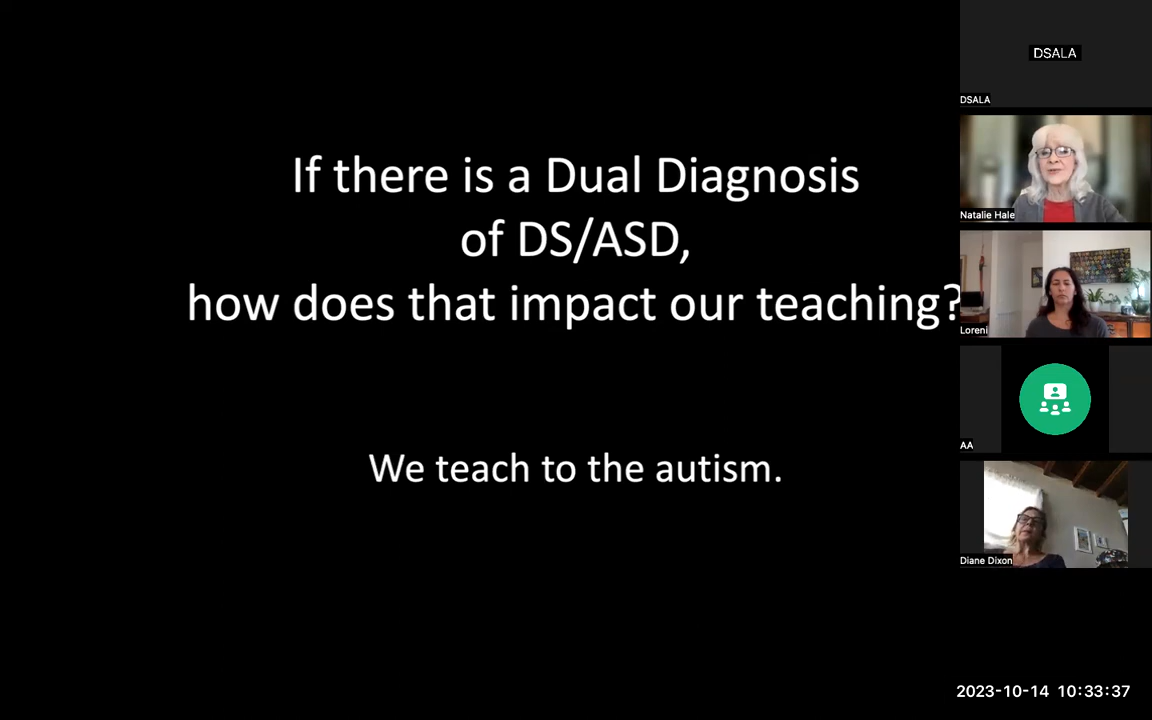 If there is a Dual Diagnosis
of DS/ASD,
how does that impact our teaching?
We teach to the autism.
DSALA
DSALA
Natalie Hale
Loreni
AA
Diane Dixon
2023-10-14 10:33:37